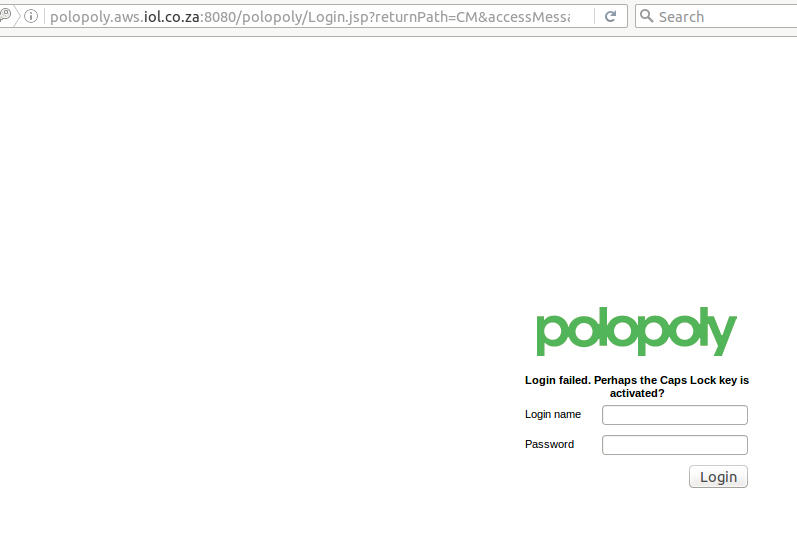 polopoly.aws.iol.co.za:8080/polopoly/Login.jsp?returnPath=CM&accessMessa
Search
polopoly
Login failed. Perhaps the Caps Lock key is
activated?
Login name
Password
Login